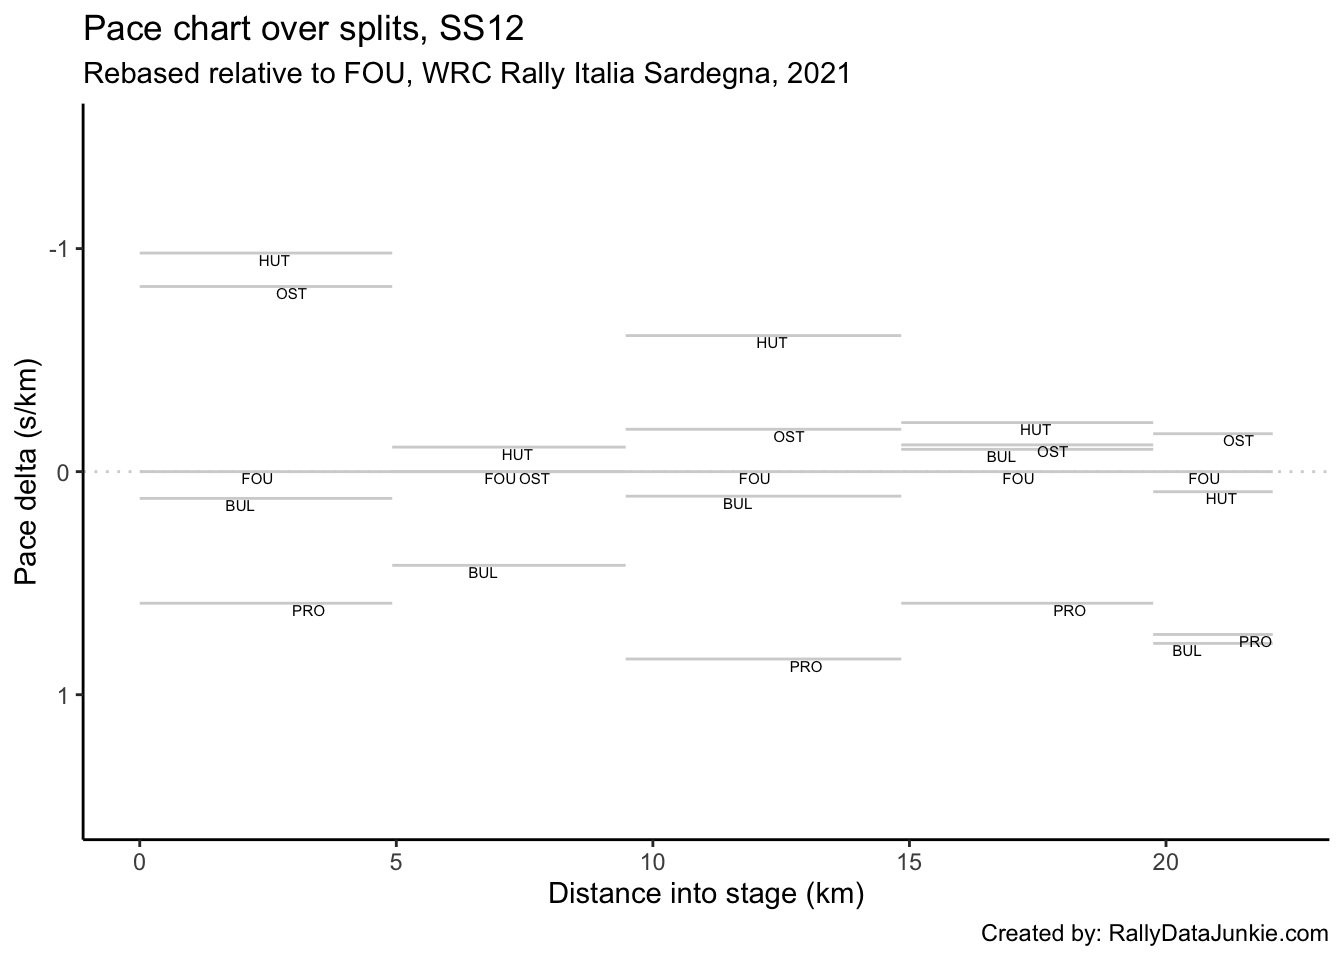 Pace chart over splits, SS12
Rebased relative to FOU, WRC Rally Italia Sardegna, 2021
Pace delta (s/km)
-1
0
1
HUT
OST
FOU
BUL
PRO
HUT
FOU OST
BUL
HUT
OST
FOU
BUL
PRO
HUT
OST
BUL
FOU
PRO
OST
FOU
HUT
PRO
BUL
0 5 10 15 20
Distance into stage (km)
Created by: RallyDataJunkie.com